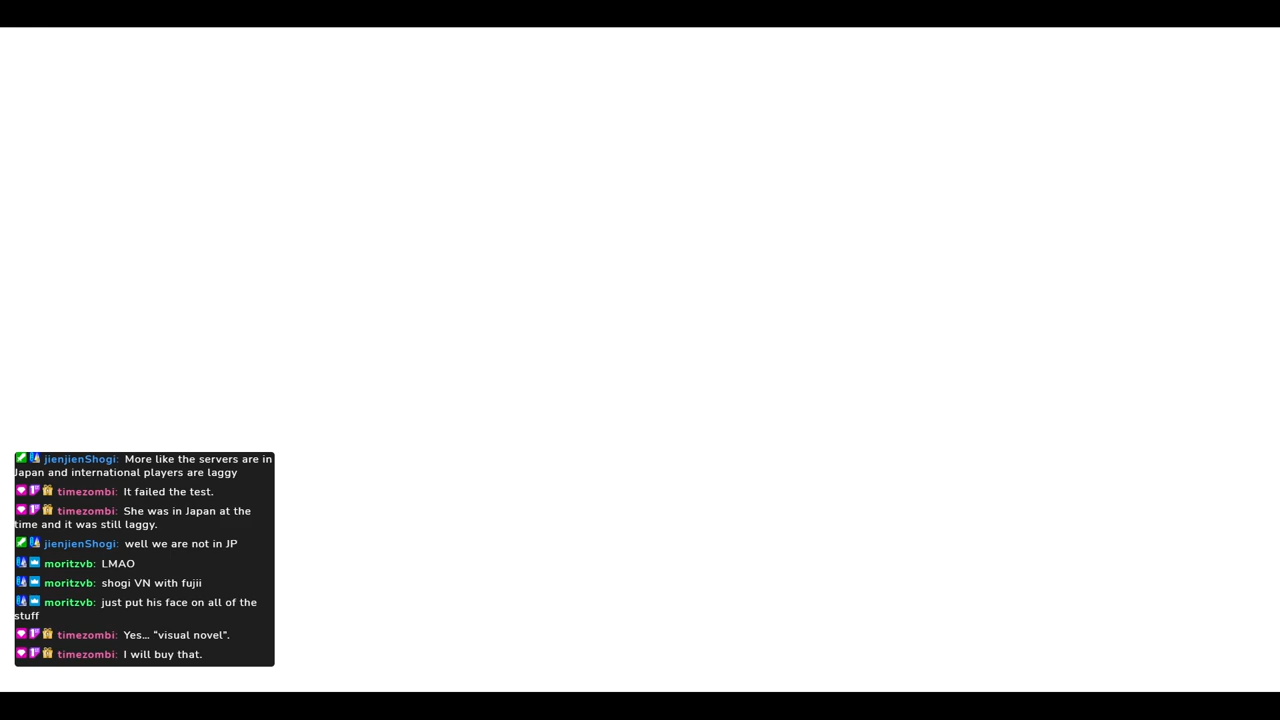 jienjienShogi: More like the servers are in
Japan and international players are laggy
timezombi: It failed the test.
timezombi: She was in Japan at the
time and it was still laggy.
jienjienShogi: well we are not in JP
moritzvb: LMAO
moritzvb: shogi VN with fujii
moritzvb: just put his face on all of the
stuff
timezombi: Yes... “visual novel”.
timezombi: I will buy that.